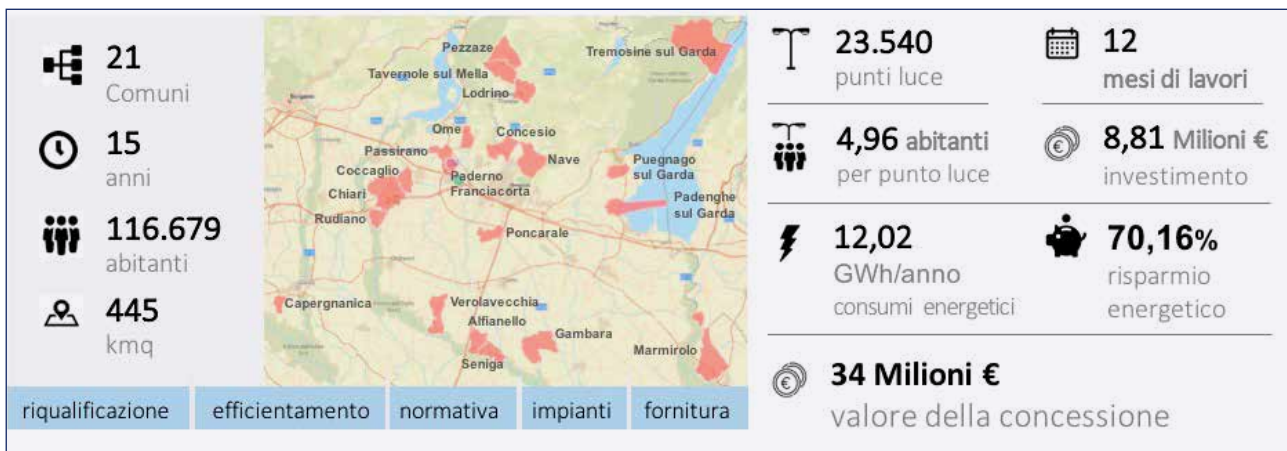 21
Comuni
15
anni
116.679
abitanti
445
kmq
Pezzaze
Tremosine sul Garda
Tavernole sul Mella
Lodrino
Ome
Concesio
Passirano
Nave
Coccaglio
Paderno
Franciacorta
Puegnago
sul Garda
Chiari
Padenghe
sul Garda
Rudiano
Poncarale
Capergnanica
Verolavecchia
Alfianello
Gambara
Seniga
Marmirolo
riqualificazione
efficientamento
normativa
impianti
fornitura
23.540
punti luce
12
mesi di lavori
4,96 abitanti
per punto luce
8,81 Milioni €
investimento
12,02
GWh/anno
consumi energetici
70,16%
risparmio
energetico
34 Milioni €
valore della concessione